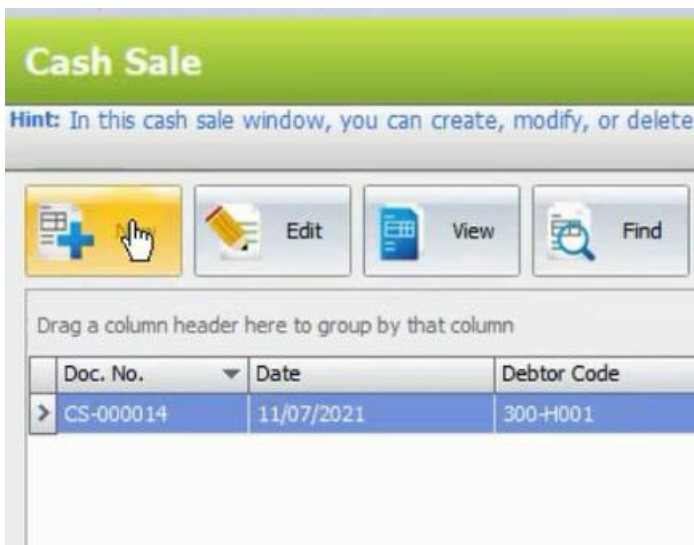 Cash Sale
Hint: In this cash sale window, you can create, modify, or delete
Edit View Find
Drag a column header here to group by that column
Doc. No. Date Debtor Code
CS-000014 11/07/2021 300-H001